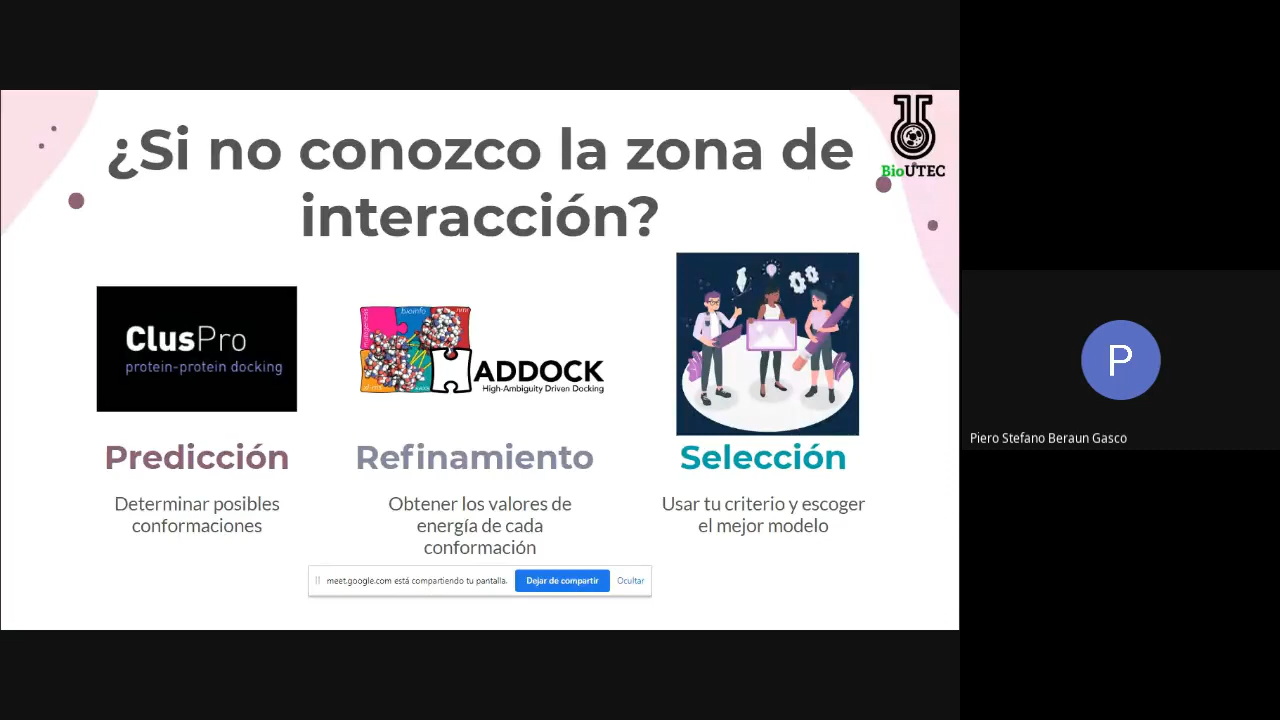 ¿Si no conozco la zona de
interacción?
BioUTEC
ClusPro
protein-protein docking
bioinfo
ADDOCK
High-Ambiguity Driven Docking
Predicción
Refinamiento
Selección
Determinar posibles
conformaciones
Obtener los valores de
energía de cada
conformación
Usar tu criterio y escoger
el mejor modelo
meet.google.com está compartiendo tu pantalla.
Dejar de compartir
Ocultar
P
Piero Stefano Beraun Gasco